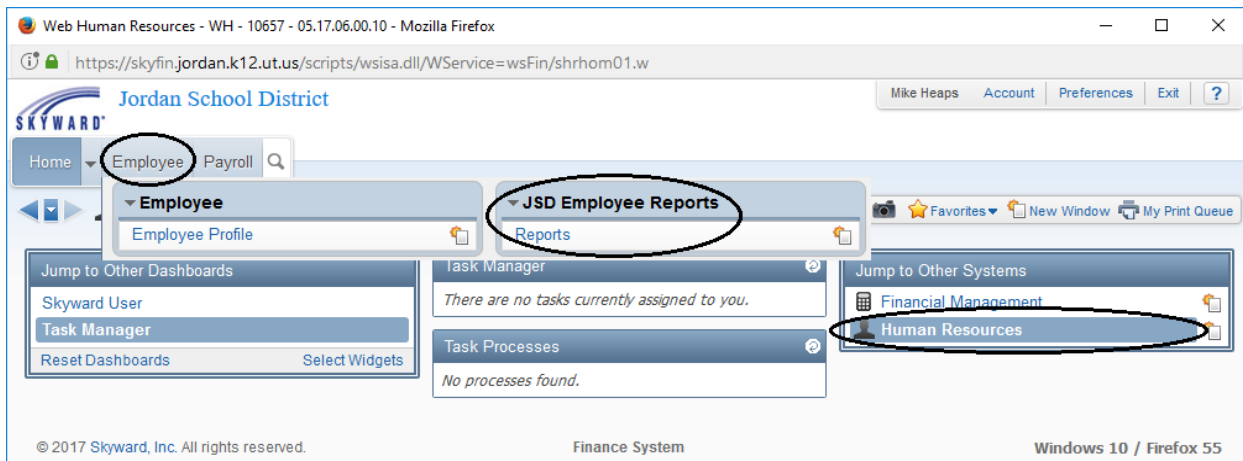 Web Human Resources - WH - 10657 - 05.17.06.00.10 - Mozilla Firefox
https://skyfin.jordan.k12.ut.us/scripts/wsisa.dll/WService=wsFin/shrhom01.w
SKYWARD
Jordan School District
Mike Heaps Account Preferences Exit ?
Home Employee Payroll
Employee
Employee Profile
JSD Employee Reports
Reports
Favorites New Window My Print Queue
Jump to Other Dashboards
Skyward User
Task Manager
Reset Dashboards Select Widgets
Task Manager
There are no tasks currently assigned to you.
Task Processes
No processes found.
Jump to Other Systems
Financial Management
Human Resources
© 2017 Skyward, Inc. All rights reserved.
Finance System
Windows 10 / Firefox 55